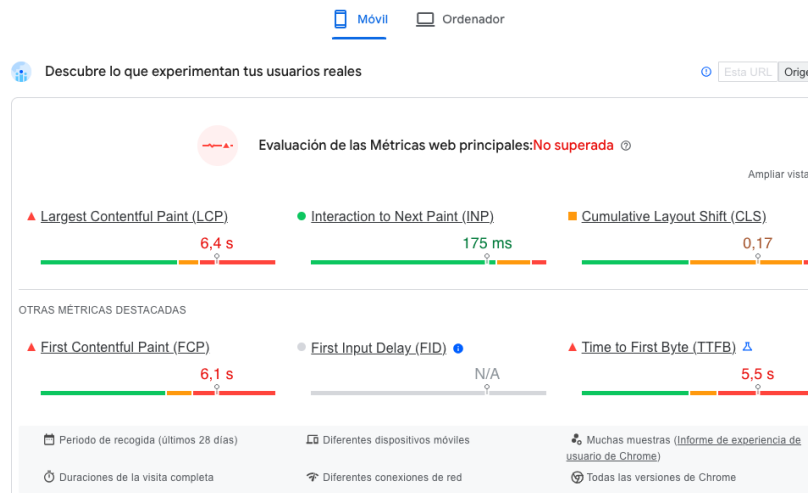 Móvil Ordenador
Descubre lo que experimentan tus usuarios reales
Esta URL Orige
Evaluación de las Métricas web principales:No superada
Ampliar vista
Largest Contentful Paint (LCP) Interaction to Next Paint (INP) Cumulative Layout Shift (CLS)
6,4 s 175 ms 0,17
OTRAS MÉTRICAS DESTACADAS
First Contentful Paint (FCP) First Input Delay (FID) Time to First Byte (TTFB)
6,1 s N/A 5,5 s
Periodo de recogida (últimos 28 días) Diferentes dispositivos móviles Muchas muestras (Informe de experiencia de
usuario de Chrome)
Duraciones de la visita completa Diferentes conexiones de red Todas las versiones de Chrome